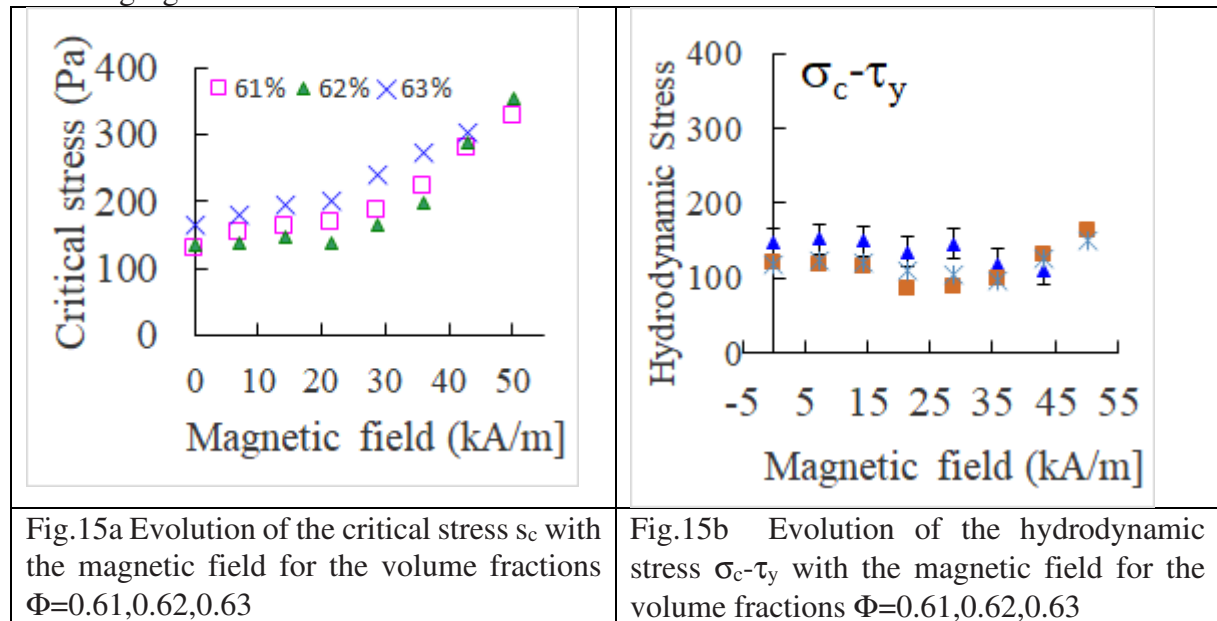 400
300
200
100
0
Critical stress (Pa)
61% 62% 63%
0 10 20 30 40 50
Magnetic field (kA/m]
400
300
200
100
0
Hydrodynamic Stress
σc-τy
-5 5 15 25 35 45 55
Magnetic field (kA/m]
Fig.15a Evolution of the critical stress sc with
the magnetic field for the volume fractions
Φ=0.61,0.62,0.63
Fig.15b Evolution of the hydrodynamic
stress σc-τy with the magnetic field for the
volume fractions Φ=0.61,0.62,0.63